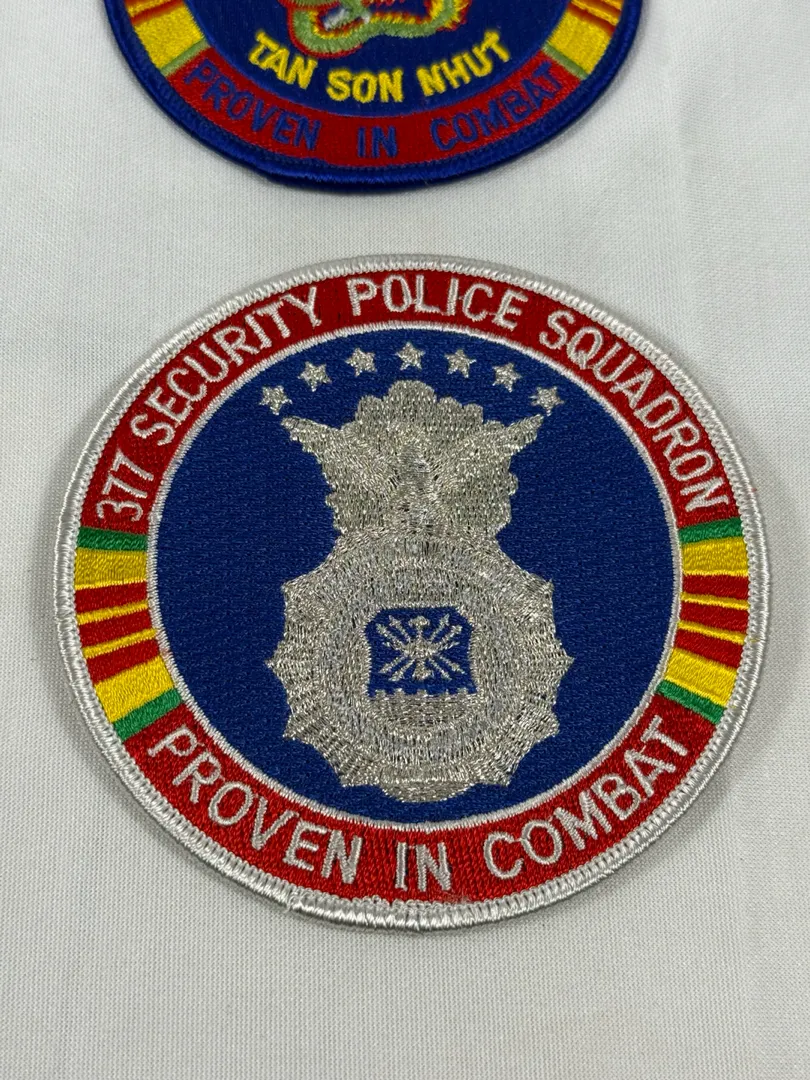 TAN SON NHUT
PROVEN IN COMBAT
377 SECURITY POLICE SQUADRON
PROVEN IN COMBAT